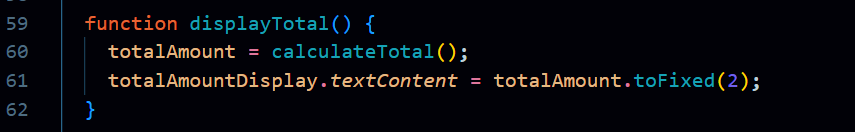 59 function displayTotal() {
60 totalAmount = calculateTotal();
61 totalAmountDisplay.textContent = totalAmount.toFixed(2);
62 }